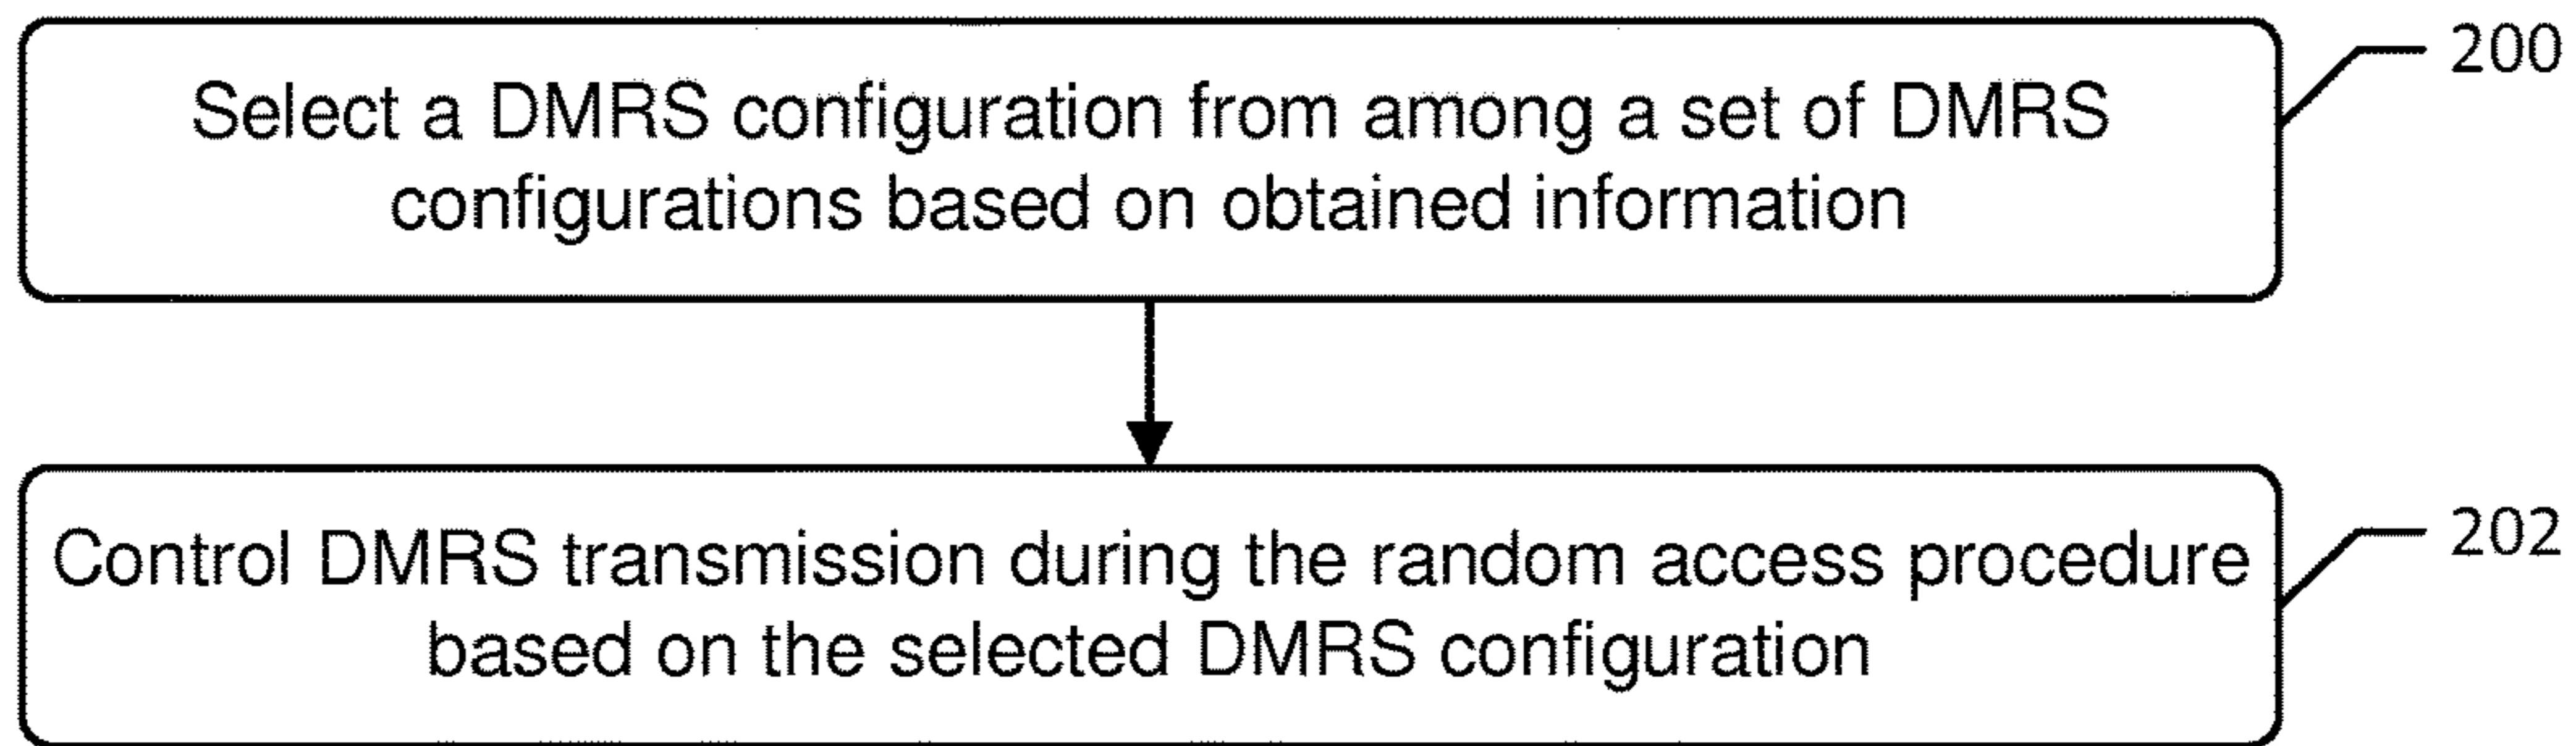 Select a DMRS configuration from among a set of DMRS
configurations based on obtained information
200
Control DMRS transmission during the random access procedure
based on the selected DMRS configuration
202